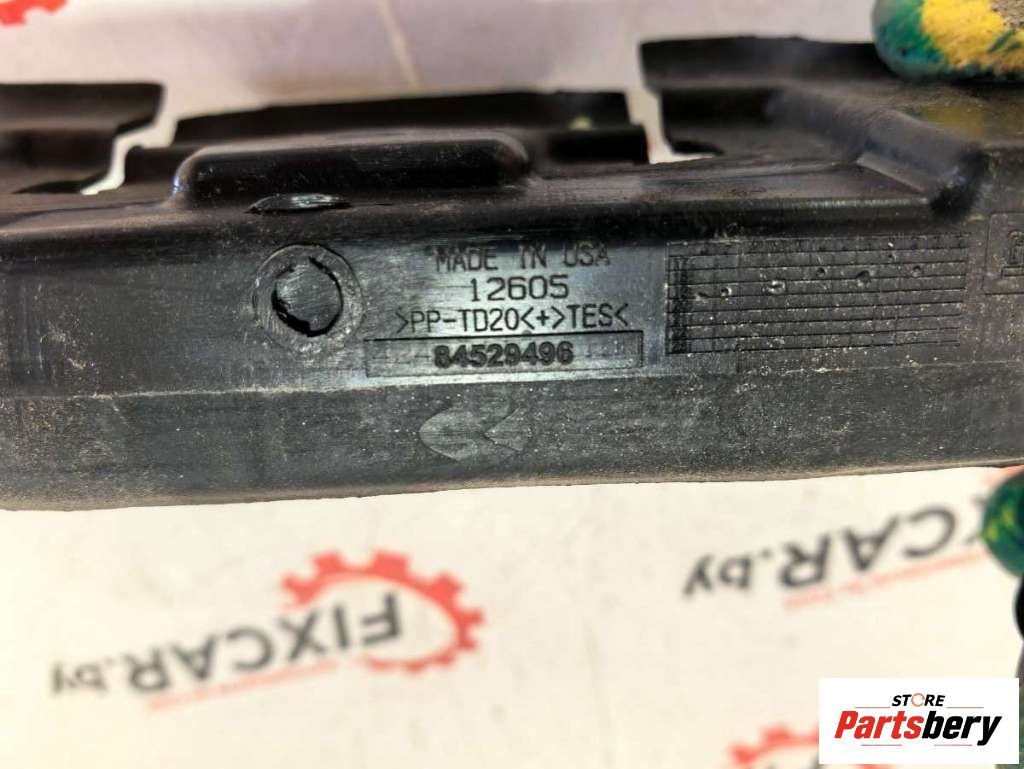 MADE IN USA
12605
>PP-TD20<+>TES<
84529496
FIXCAR.by
FIXCAR.by
STORE
Partsbery